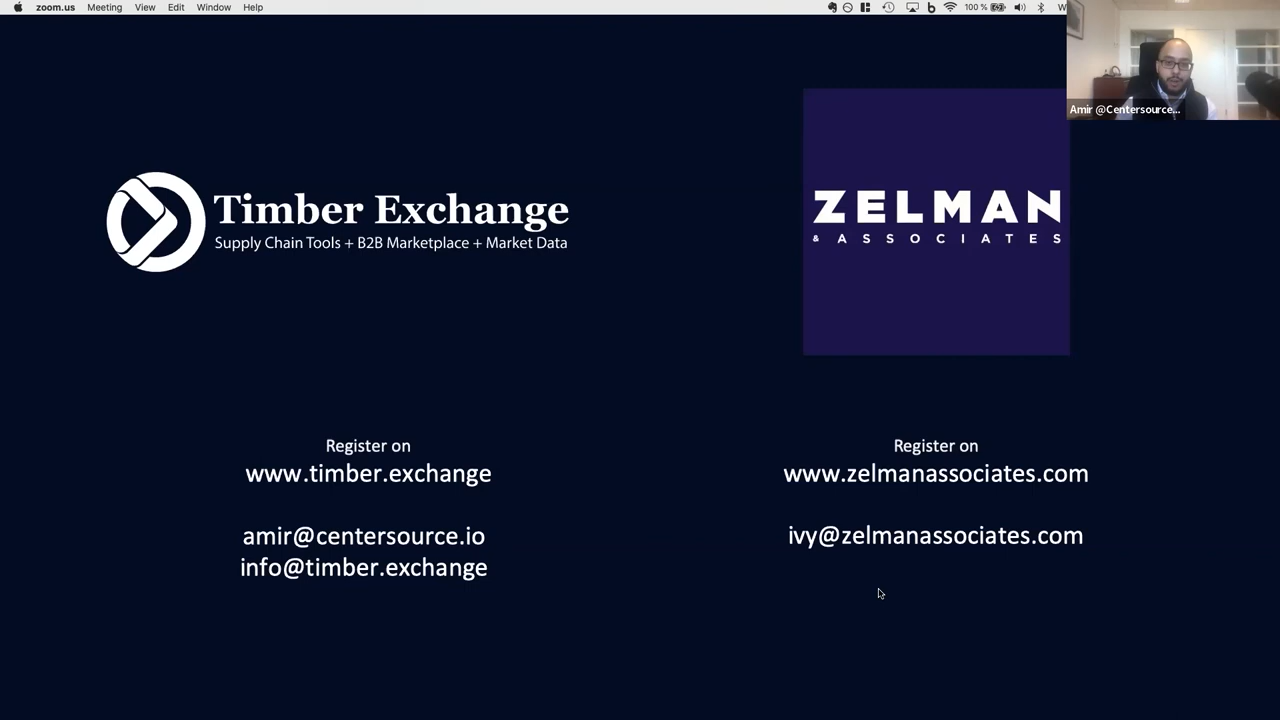 zoom.us Meeting View Edit Window Help 100 % W
Amir @Centersource...
Timber Exchange
Supply Chain Tools + B2B Marketplace + Market Data
ZELMAN
& ASSOCIATES
Register on
www.timber.exchange
amir@centersource.io
info@timber.exchange
Register on
www.zelmanassociates.com
ivy@zelmanassociates.com